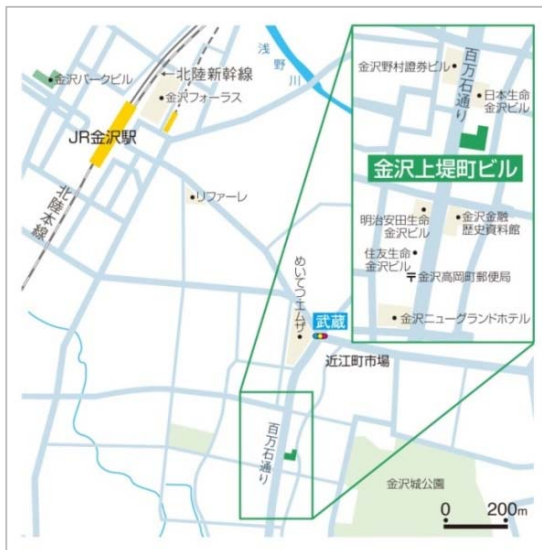 金沢パークビル
←北陸新幹線
金沢フォーラス
JR金沢駅
北陸本線
浅野川
リファーレ
めいてつエムザ
武蔵
近江町市場
百万石通り
金沢城公園
0 200m
金沢野村證券ビル
百万石通り
日本生命
金沢ビル
金沢上堤町ビル
明治安田生命
金沢ビル
金沢金融
歴史資料館
住友生命
金沢ビル
〒金沢高岡町郵便局
金沢ニューグランドホテル